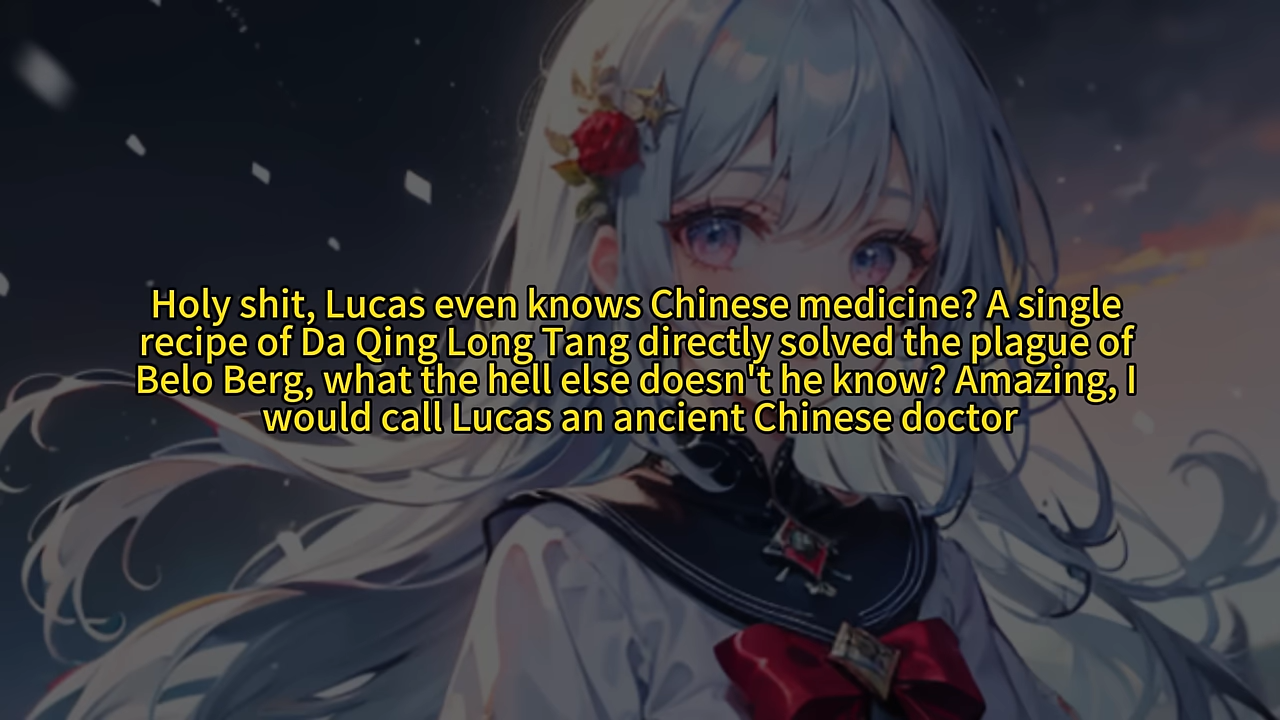 Holy shit, Lucas even knows Chinese medicine? A single
recipe of Da Qing Long Tang directly solved the plague of
Belo Berg, what the hell else doesn't he know? Amazing, I
would call Lucas an ancient Chinese doctor